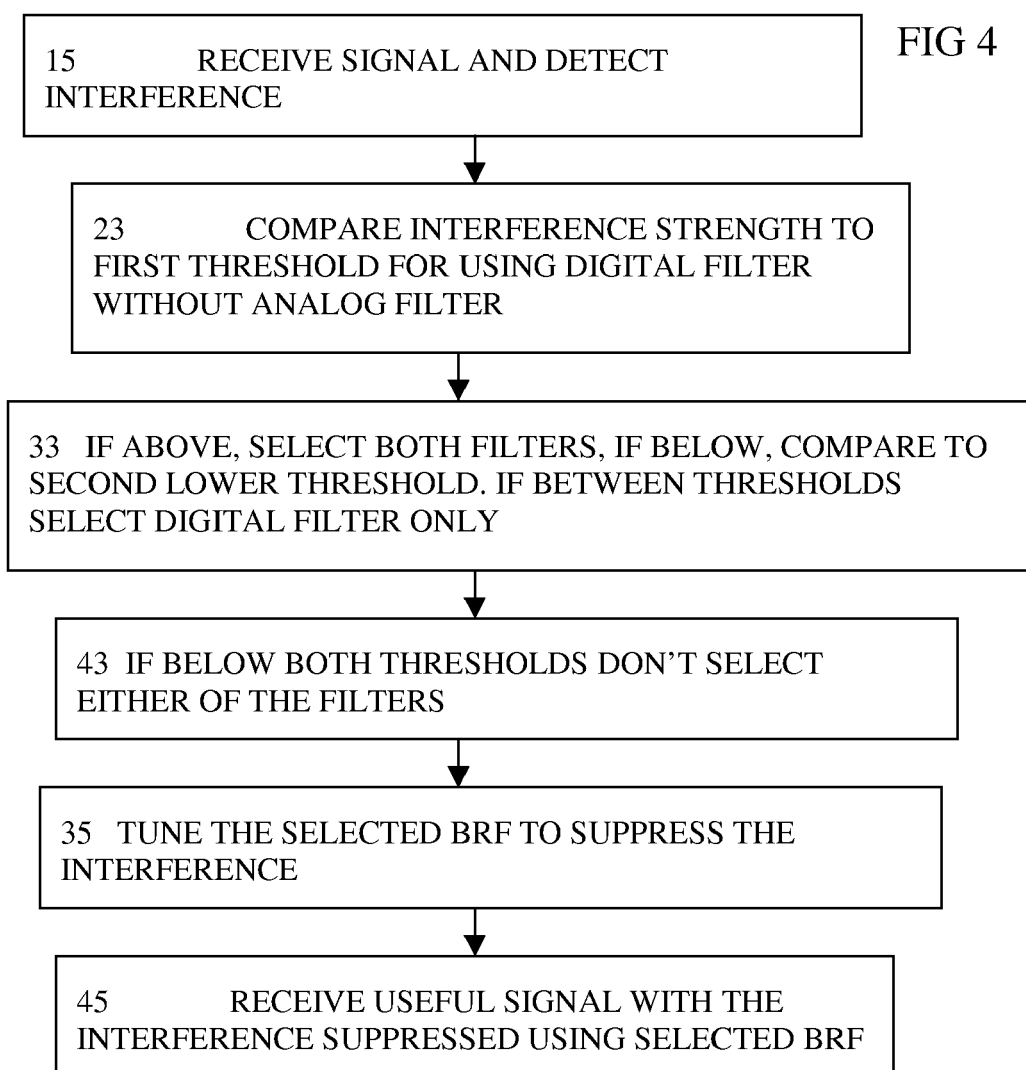 FIG 4
15 RECEIVE SIGNAL AND DETECT
INTERFERENCE
23 COMPARE INTERFERENCE STRENGTH TO
FIRST THRESHOLD FOR USING DIGITAL FILTER
WITHOUT ANALOG FILTER
33 IF ABOVE, SELECT BOTH FILTERS, IF BELOW, COMPARE TO
SECOND LOWER THRESHOLD. IF BETWEEN THRESHOLDS
SELECT DIGITAL FILTER ONLY
43 IF BELOW BOTH THRESHOLDS DON'T SELECT
EITHER OF THE FILTERS
35 TUNE THE SELECTED BRF TO SUPPRESS THE
INTERFERENCE
45 RECEIVE USEFUL SIGNAL WITH THE
INTERFERENCE SUPPRESSED USING SELECTED BRF